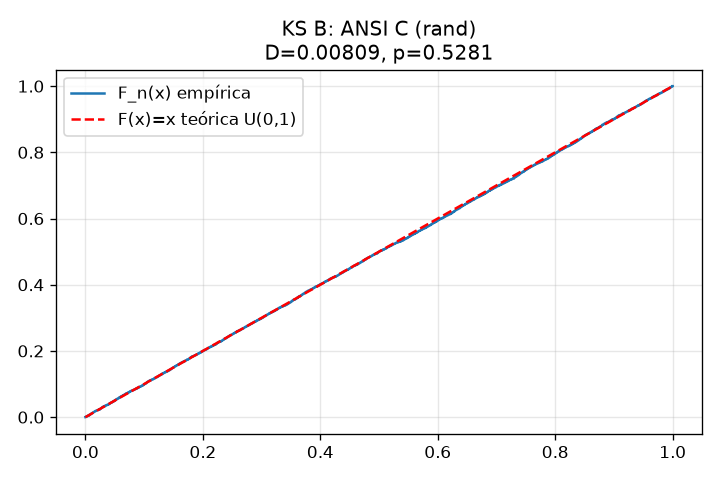 KS B: ANSI C (rand)
D=0.00809, p=0.5281
F_n(x) empírica
F(x)=x teórica U(0,1)
1.0
0.8
0.6
0.4
0.2
0.0
0.0 0.2 0.4 0.6 0.8 1.0